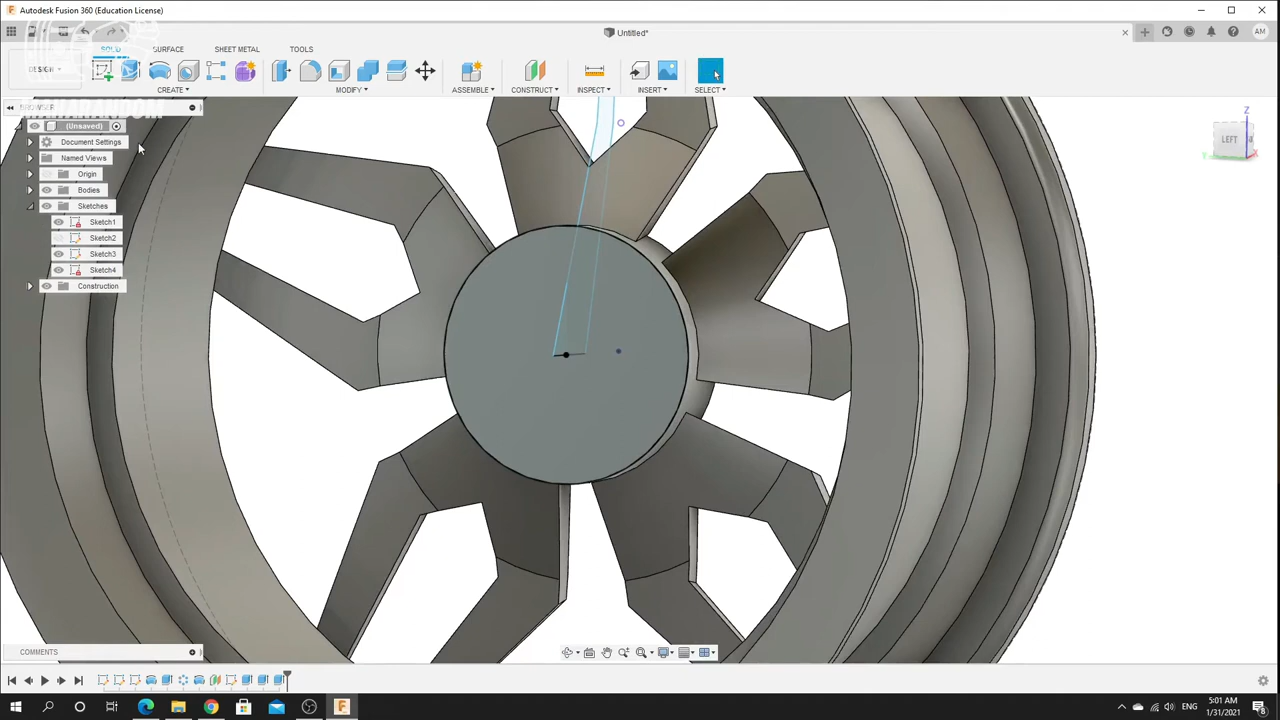 Autodesk Fusion 360 (Education License)
Untitled*
AM
DESIGN
SOLID
SURFACE
SHEET METAL
TOOLS
CREATE
MODIFY
ASSEMBLE
CONSTRUCT
INSPECT
INSERT
SELECT
BROWSER
(Unsaved)
Document Settings
Named Views
Origin
Bodies
Sketches
Sketch1
Sketch2
Sketch3
Sketch4
Construction
LEFT
Z
Y
X
COMMENTS
ENG
5:01 AM
1/31/2021